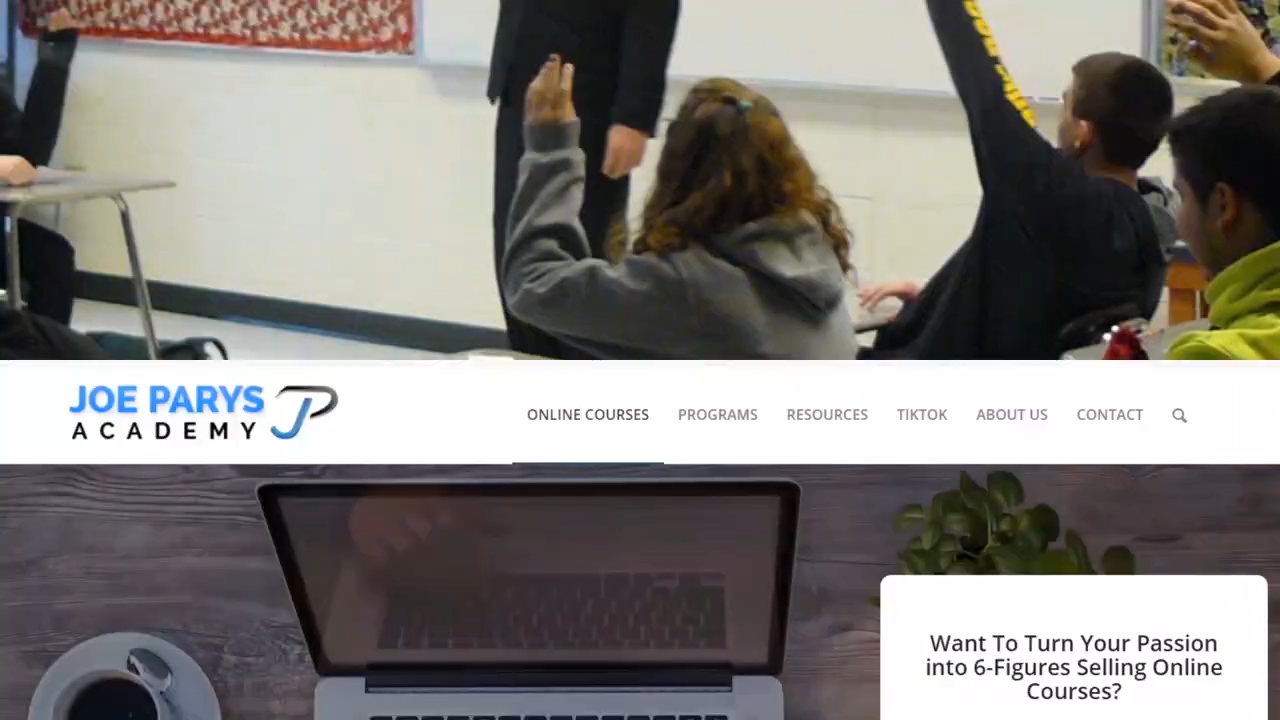 JOE PARYS
ACADEMY
ONLINE COURSES PROGRAMS RESOURCES TIKTOK ABOUT US CONTACT
Want To Turn Your Passion
into 6-Figures Selling Online
Courses?